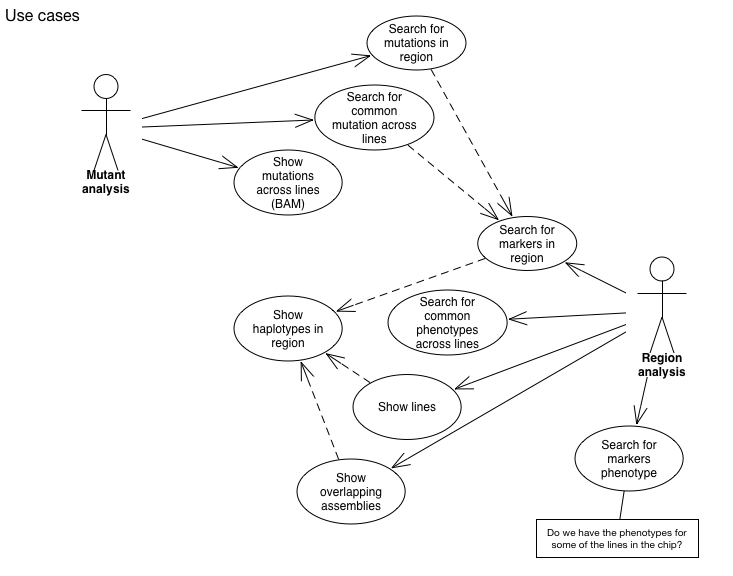 Use cases
Search for
mutations in
region
Search for
common
mutation across
lines
Mutant
analysis
Show
mutations
across lines
(BAM)
Search for
markers in
region
Show
haplotypes in
region
Search for
common
phenotypes
across lines
Region
analysis
Show lines
Search for
markers
phenotype
Show
overlapping
assemblies
Do we have the phenotypes for
some of the lines in the chip?